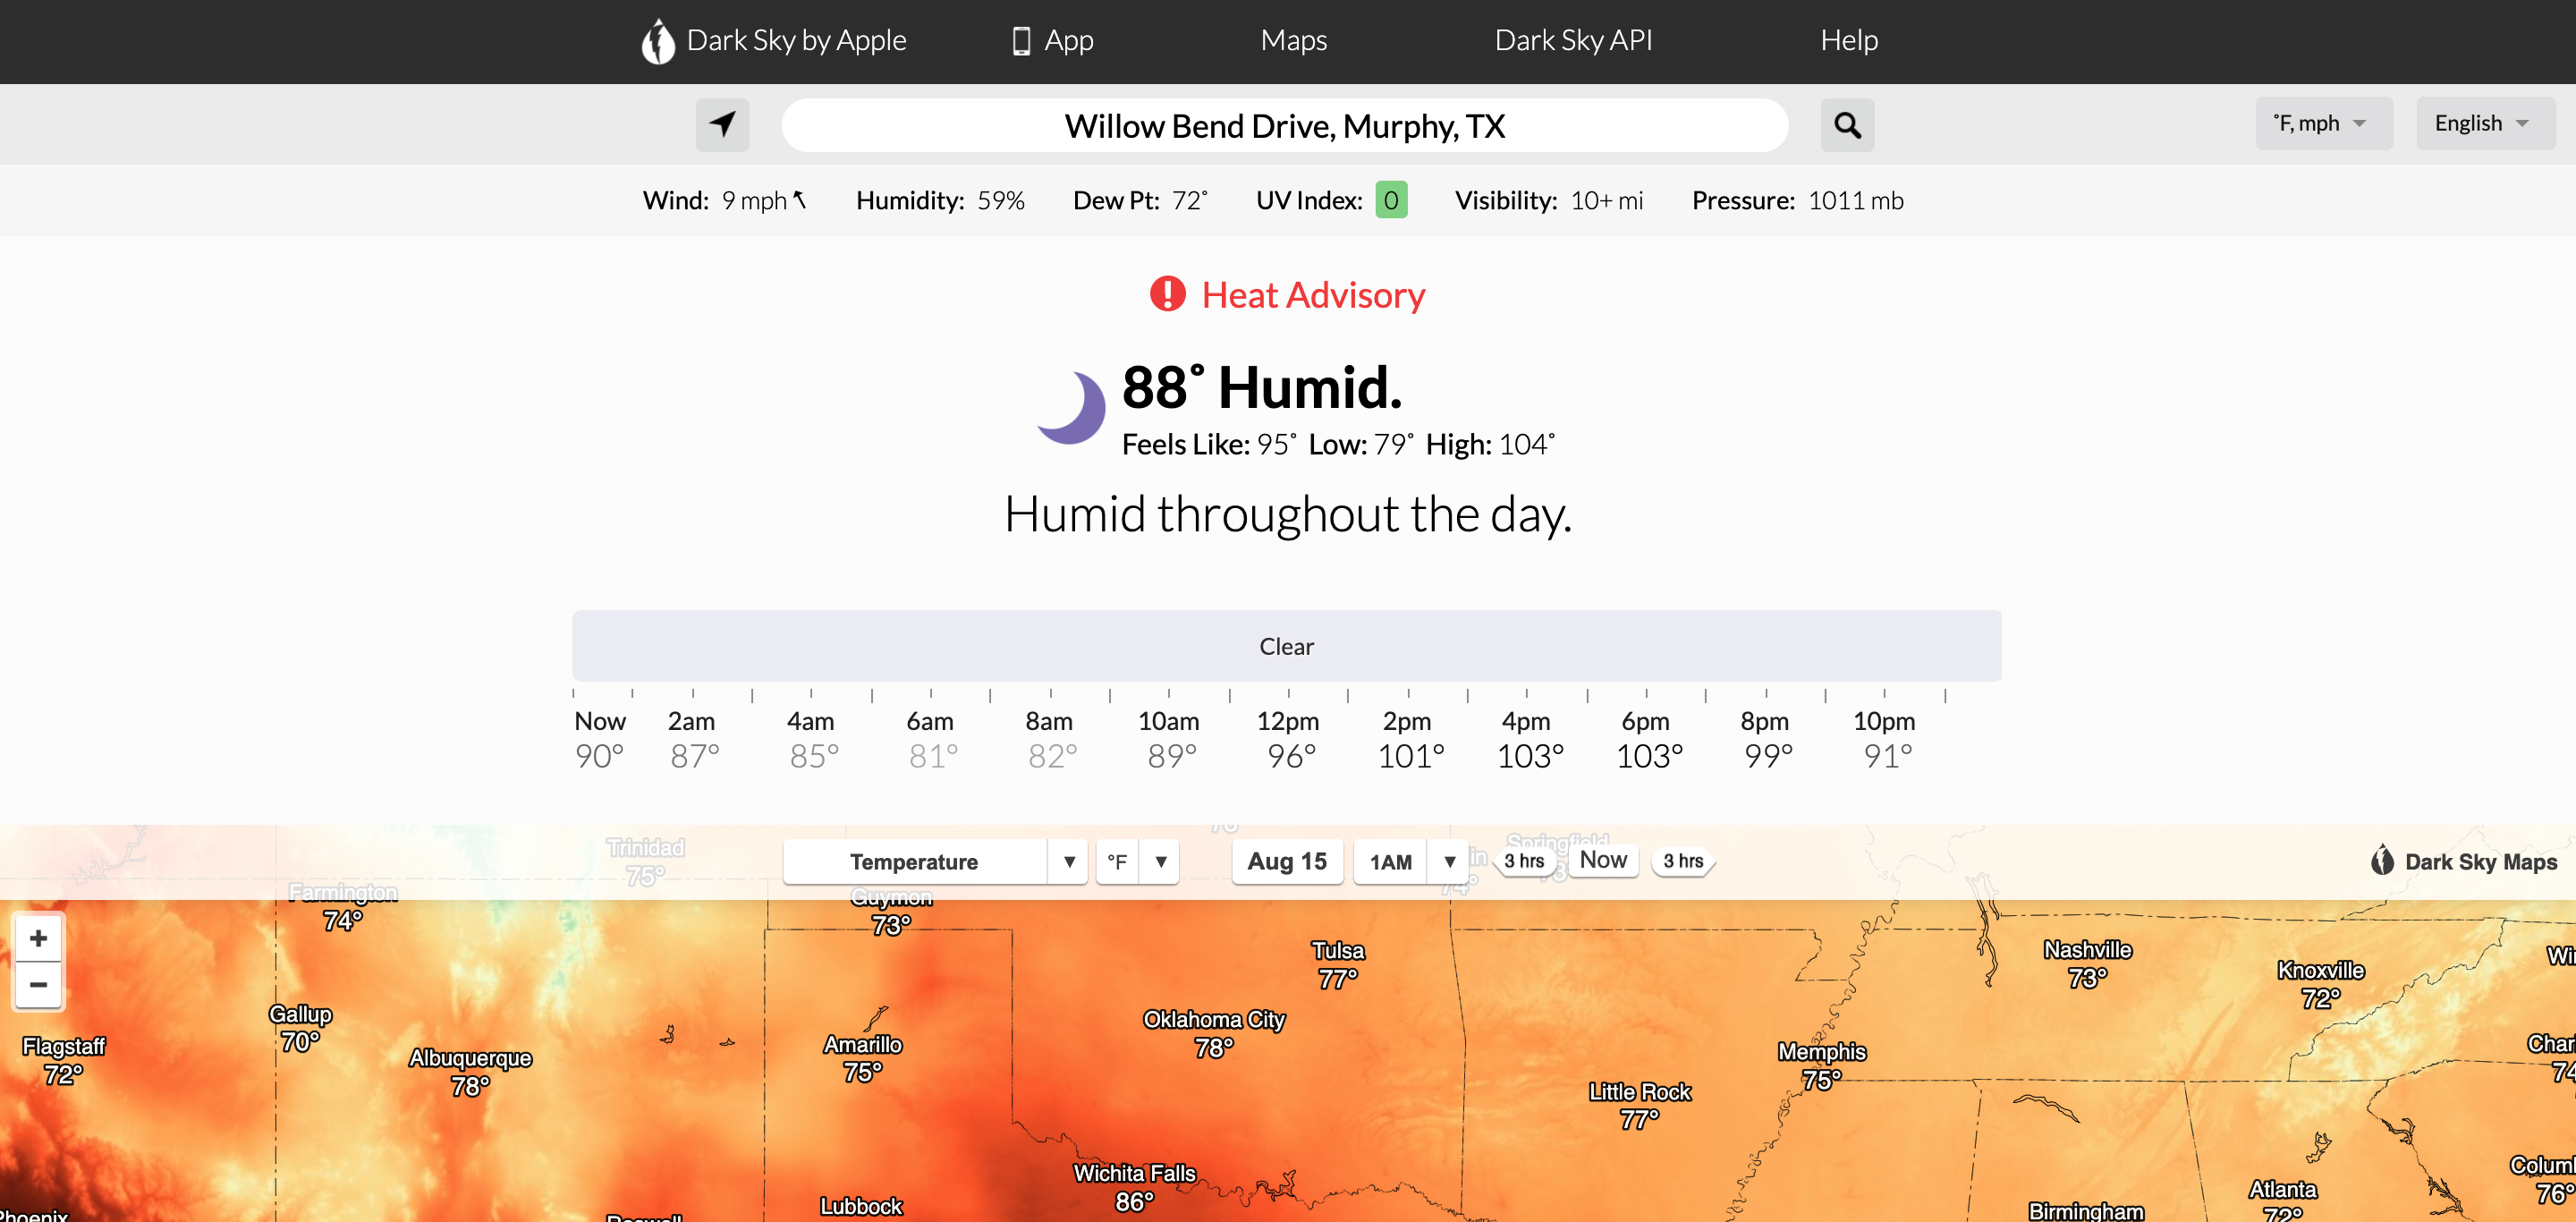 Dark Sky by Apple App Maps Dark Sky API Help
Willow Bend Drive, Murphy, TX ˚F, mph English
Wind: 9 mph Humidity: 59% Dew Pt: 72˚ UV Index: 0 Visibility: 10+ mi Pressure: 1011 mb
Heat Advisory
88˚ Humid.
Feels Like: 95˚ Low: 79˚ High: 104˚
Humid throughout the day.
Clear
Now 2am 4am 6am 8am 10am 12pm 2pm 4pm 6pm 8pm 10pm
90° 87° 85° 81° 82° 89° 96° 101° 103° 103° 99° 91°
Trinidad
75°
Springfield
Temperature ▼ °F ▼ Aug 15 1AM ▼ 3 hrs Now 3 hrs Dark Sky Maps
Farmington
74°
Guymon
73°
74°
+
−
Tulsa
77°
Nashville
73°
Knoxville
72°
Gallup
70°
Oklahoma City
78°
Flagstaff
72°
Albuquerque
78°
Amarillo
75°
Memphis
75°
Little Rock
77°
Wichita Falls
86°
Lubbock
Atlanta
72°
76°
Birmingham